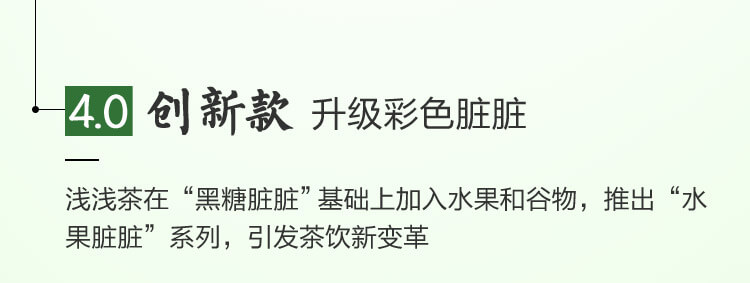 4.0 创新款 升级彩色脏脏
浅浅茶在“黑糖脏脏”基础上加入水果和谷物，推出“水
果脏脏”系列，引发茶饮新变革